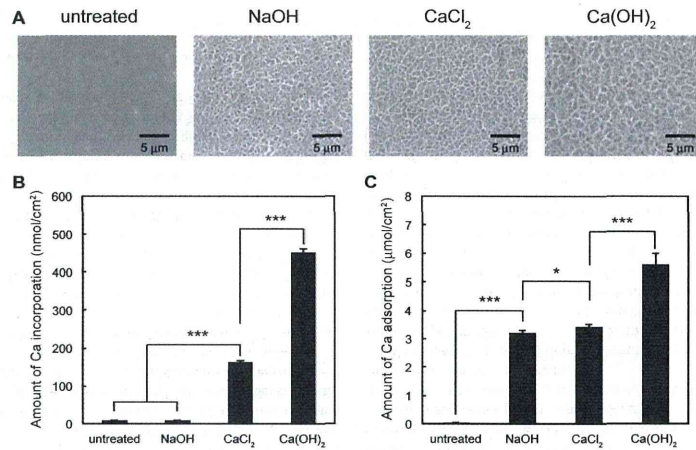 A
untreated
NaOH
CaCl2
Ca(OH)2
5 µm
5 µm
5 µm
5 µm
B
Amount of Ca incorporation (nmol/cm²)
600
500
400
300
200
100
0
***
***
untreated
NaOH
CaCl2
Ca(OH)2
C
Amount of Ca adsorption (µmol/cm²)
8
7
6
5
4
3
2
1
0
***
*
***
untreated
NaOH
CaCl2
Ca(OH)2